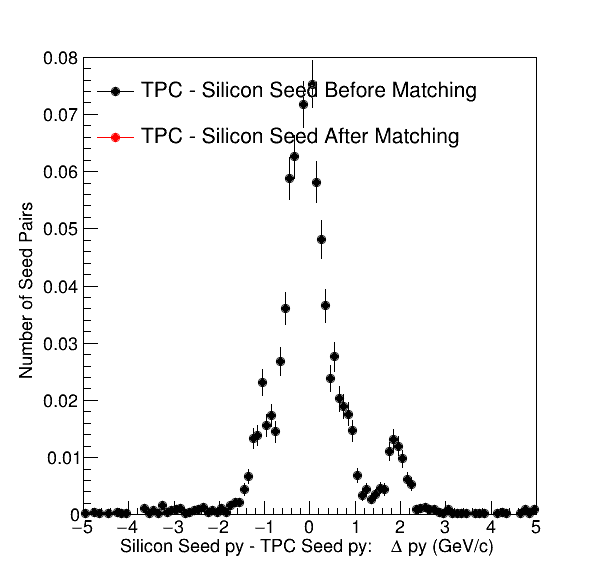 0.08
TPC - Silicon Seed Before Matching
0.07
TPC - Silicon Seed After Matching
0.06
0.05
0.04
0.03
0.02
0.01
0
Number of Seed Pairs
−5 −4 −3 −2 −1 0 1 2 3 4 5
Silicon Seed py - TPC Seed py: Δ py (GeV/c)